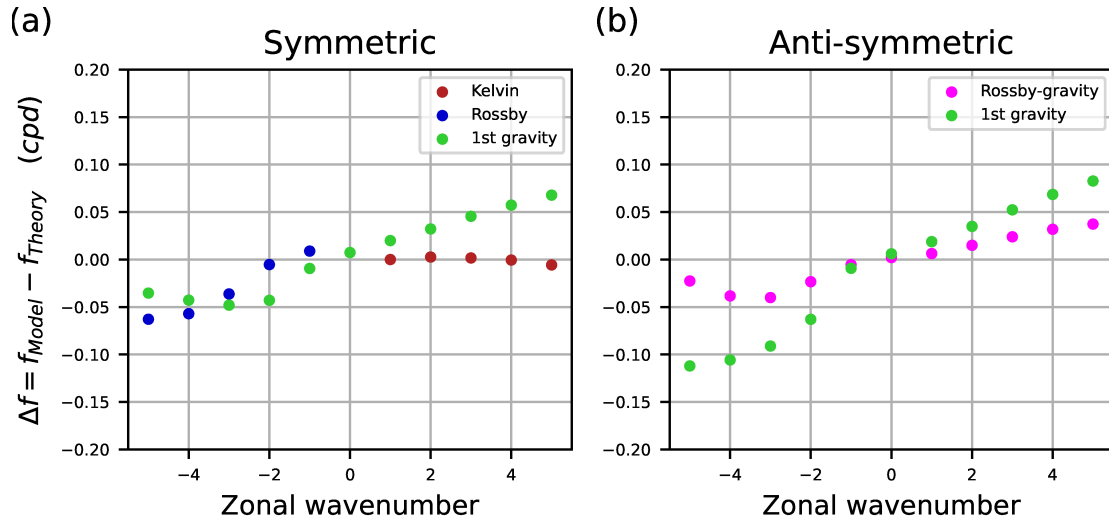 (a)
Symmetric
Δf = f_Model − f_Theory (cpd)
0.20
0.15
0.10
0.05
0.00
−0.05
−0.10
−0.15
−0.20
Kelvin
Rossby
1st gravity
−4
−2
0
2
4
Zonal wavenumber
(b)
Anti-symmetric
0.20
0.15
0.10
0.05
0.00
−0.05
−0.10
−0.15
−0.20
Rossby-gravity
1st gravity
−4
−2
0
2
4
Zonal wavenumber